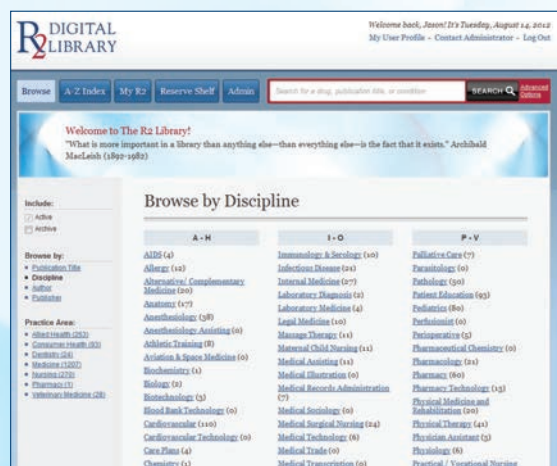 R2 DIGITAL LIBRARY
Welcome back, Jason! It's Tuesday, August 14, 2012
My User Profile - Contact Administrator - Log Out
Browse A-Z Index My R2 Reserve Shelf Admin Search for a drug, publication title, or condition SEARCH Advanced Options
Welcome to The R2 Library!
"What is more important in a library than anything else—than everything else—is the fact that it exists." Archibald
MacLeish (1892-1982)
Include:
Active
Archive
Browse by:
Publication Title
Discipline
Author
Publisher
Practice Area:
Allied Health (253)
Consumer Health (93)
Dentistry (24)
Medicine (1207)
Nursing (279)
Pharmacy (1)
Veterinary Medicine (28)
Browse by Discipline
A - H
AIDS (4)
Allergy (12)
Alternative/ Complementary
Medicine (20)
Anatomy (17)
Anesthesiology (38)
Anesthesiology Assisting (0)
Athletic Training (8)
Aviation & Space Medicine (0)
Biochemistry (1)
Biology (2)
Biotechnology (3)
Blood Bank Technology (0)
Cardiovascular (110)
Cardiovascular Technology (0)
Care Plans (4)
Chemistry (1)
I - O
Immunology & Serology (10)
Infectious Disease (21)
Internal Medicine (27)
Laboratory Diagnosis (2)
Laboratory Medicine (4)
Legal Medicine (10)
Massage Therapy (11)
Maternal Child Nursing (11)
Medical Assisting (11)
Medical Illustration (0)
Medical Records Administration
(7)
Medical Sociology (0)
Medical Surgical Nursing (24)
Medical Technology (6)
Medical Trade (0)
Medical Transcription (0)
P - V
Palliative Care (7)
Parasitology (0)
Pathology (50)
Patient Education (93)
Pediatrics (80)
Perfusionist (0)
Perioperative (5)
Pharmaceutical Chemistry (0)
Pharmacology (21)
Pharmacy (60)
Pharmacy Technology (13)
Physical Medicine and
Rehabilitation (20)
Physical Therapy (41)
Physician Assistant (3)
Physiology (6)
Practical / Vocational Nursing